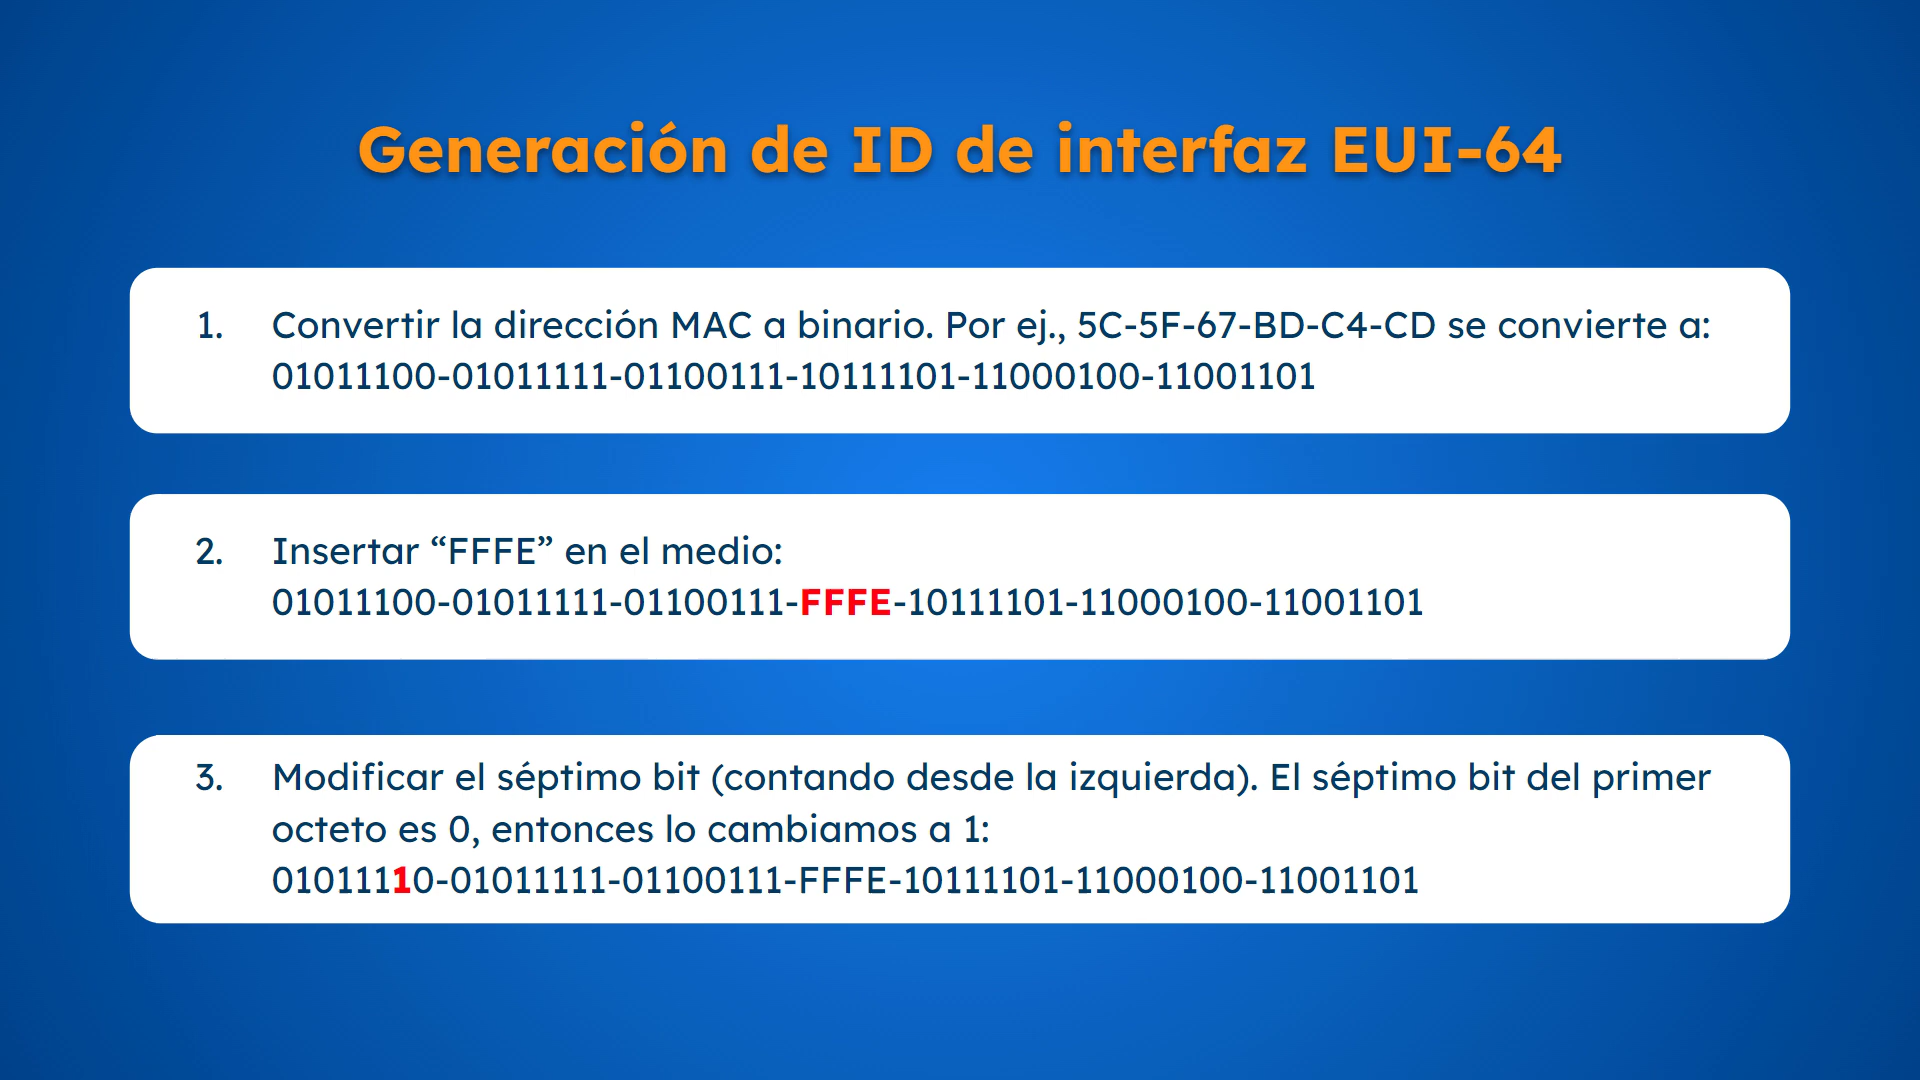 Generación de ID de interfaz EUI-64
1. Convertir la dirección MAC a binario. Por ej., 5C-5F-67-BD-C4-CD se convierte a:
01011100-01011111-01100111-10111101-11000100-11001101
2. Insertar “FFFE” en el medio:
01011100-01011111-01100111-FFFE-10111101-11000100-11001101
3. Modificar el séptimo bit (contando desde la izquierda). El séptimo bit del primer
octeto es 0, entonces lo cambiamos a 1:
01011110-01011111-01100111-FFFE-10111101-11000100-11001101